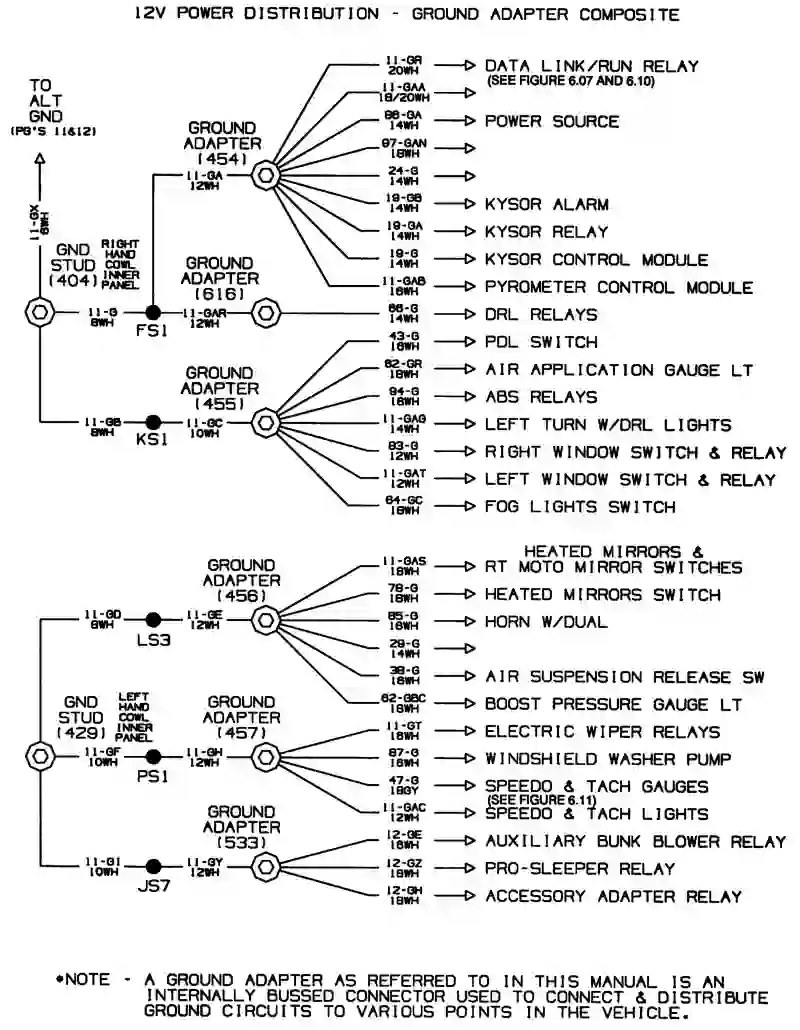 12V POWER DISTRIBUTION - GROUND ADAPTER COMPOSITE
TO
ALT
GND
(PG'S 11&12)
11-GX
6WH
GND
STUD
(404)
RIGHT
HAND
COWL
INNER
PANEL
11-G
8WH
FS1
11-GA
12WH
GROUND
ADAPTER
(454)
11-GR
20WH
DATA LINK/RUN RELAY
(SEE FIGURE 6.07 AND 6.10)
11-GAA
18/20WH
88-GA
14WH
POWER SOURCE
97-GAN
18WH
24-G
14WH
19-GB
14WH
KYSOR ALARM
19-GA
14WH
KYSOR RELAY
19-G
14WH
KYSOR CONTROL MODULE
11-GAB
16WH
PYROMETER CONTROL MODULE
GROUND
ADAPTER
(616)
11-GAR
12WH
66-G
14WH
DRL RELAYS
11-GB
8WH
KS1
11-GC
10WH
GROUND
ADAPTER
(455)
43-G
16WH
PDL SWITCH
62-GR
18WH
AIR APPLICATION GAUGE LT
94-G
16WH
ABS RELAYS
11-GAG
14WH
LEFT TURN W/DRL LIGHTS
83-G
12WH
RIGHT WINDOW SWITCH & RELAY
11-GAT
12WH
LEFT WINDOW SWITCH & RELAY
64-GC
18WH
FOG LIGHTS SWITCH
11-GD
8WH
LS3
11-GE
12WH
GROUND
ADAPTER
(456)
11-GAS
18WH
HEATED MIRRORS &
RT MOTO MIRROR SWITCHES
78-G
18WH
HEATED MIRRORS SWITCH
85-G
16WH
HORN W/DUAL
29-G
14WH
38-G
16WH
AIR SUSPENSION RELEASE SW
62-GBC
18WH
BOOST PRESSURE GAUGE LT
GND
STUD
(429)
LEFT
HAND
COWL
INNER
PANEL
11-GF
10WH
PS1
11-GH
12WH
GROUND
ADAPTER
(457)
11-GT
16WH
ELECTRIC WIPER RELAYS
87-G
16WH
WINDSHIELD WASHER PUMP
47-G
18GY
SPEEDO & TACH GAUGES
(SEE FIGURE 6.11)
11-GAC
12WH
SPEEDO & TACH LIGHTS
11-GI
10WH
JS7
11-GY
12WH
GROUND
ADAPTER
(533)
12-GE
16WH
AUXILIARY BUNK BLOWER RELAY
12-GZ
18WH
PRO-SLEEPER RELAY
12-GH
18WH
ACCESSORY ADAPTER RELAY
*NOTE - A GROUND ADAPTER AS REFERRED TO IN THIS MANUAL IS AN
INTERNALLY BUSSED CONNECTOR USED TO CONNECT & DISTRIBUTE
GROUND CIRCUITS TO VARIOUS POINTS IN THE VEHICLE.